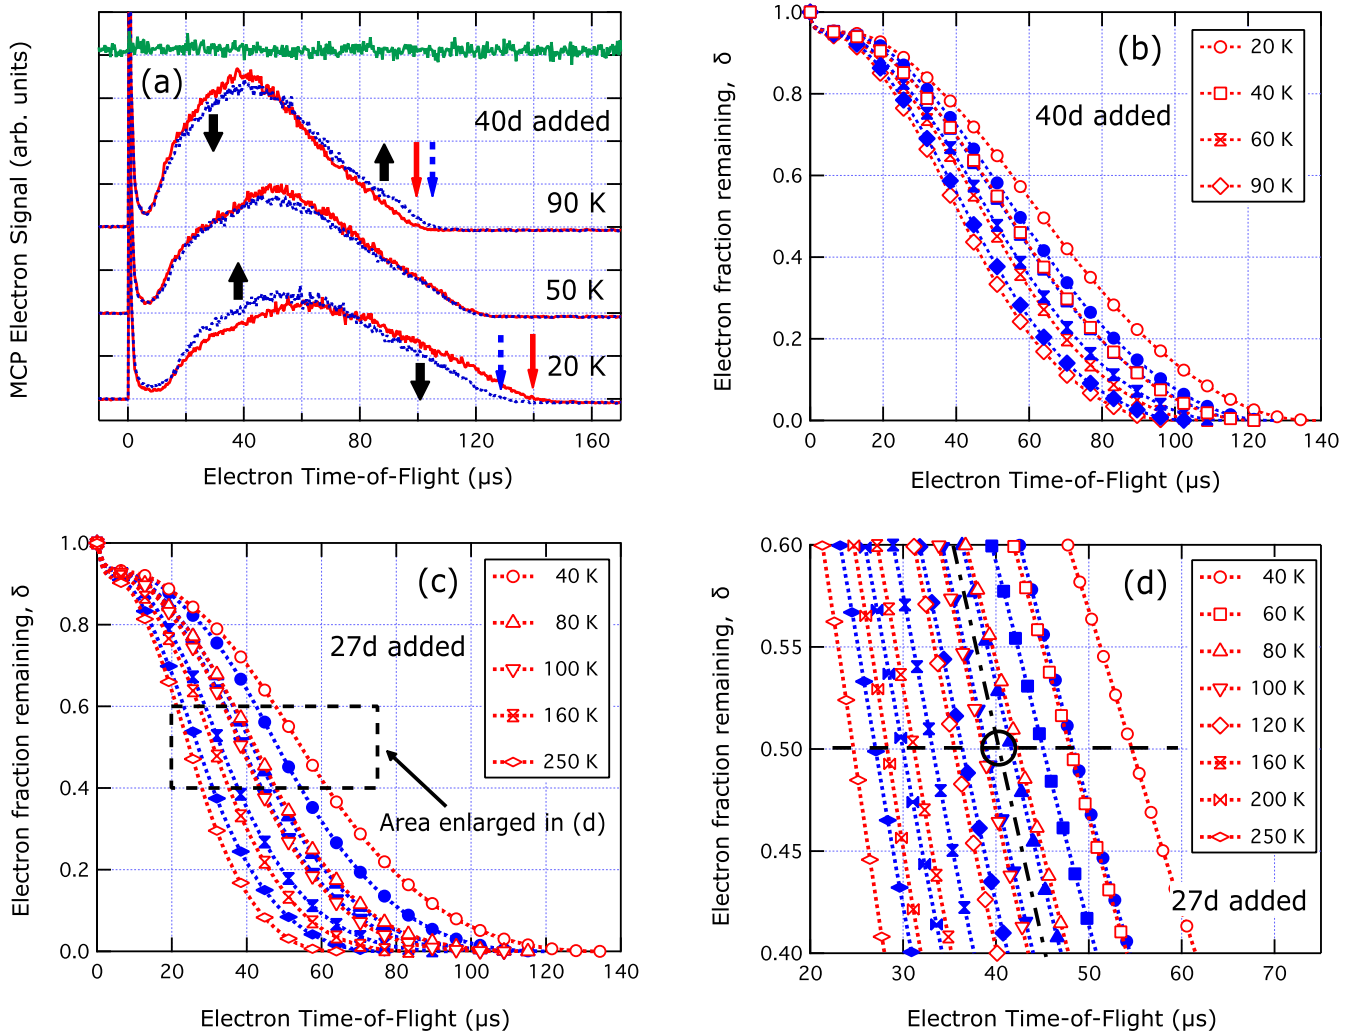 MCP Electron Signal (arb. units)
(a)
40d added
90 K
50 K
20 K
0
40
80
120
160
Electron Time-of-Flight (µs)
Electron fraction remaining, δ
1.0
0.8
0.6
0.4
0.2
0.0
(b)
40d added
20 K
40 K
60 K
90 K
0
20
40
60
80
100
120
140
Electron Time-of-Flight (µs)
Electron fraction remaining, δ
1.0
0.8
0.6
0.4
0.2
0.0
(c)
27d added
40 K
80 K
100 K
160 K
250 K
Area enlarged in (d)
0
20
40
60
80
100
120
140
Electron Time-of-Flight (µs)
Electron fraction remaining, δ
0.60
0.55
0.50
0.45
0.40
(d)
40 K
60 K
80 K
100 K
120 K
160 K
200 K
250 K
27d added
20
30
40
50
60
70
Electron Time-of-Flight (µs)